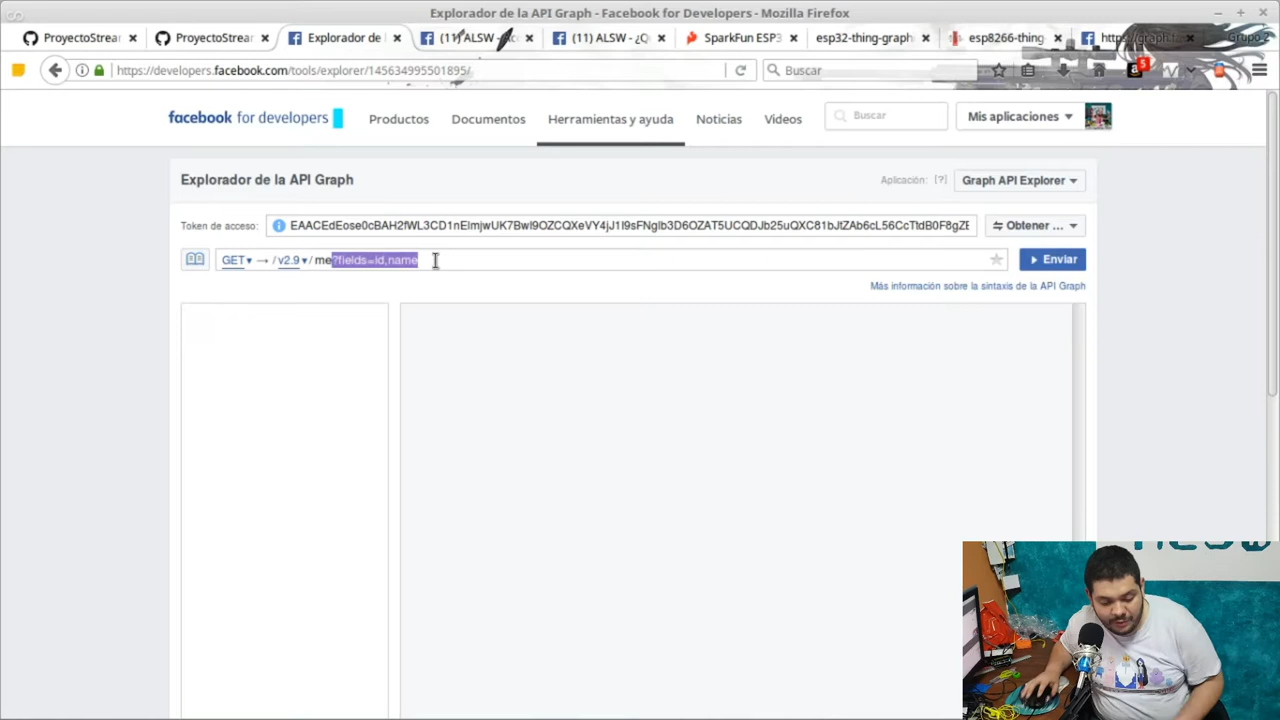 Explorador de la API Graph - Facebook for Developers - Mozilla Firefox
ProyectoStrea
ProyectoStrea
Explorador de
(11) ALSW -
(11) ALSW - ¿Q
SparkFun ESP3
esp32-thing-graph
esp8266-thing
Grupo 2
https://developers.facebook.com/tools/explorer/145634995501895/
Buscar
5
facebook for developers
Productos
Documentos
Herramientas y ayuda
Noticias
Videos
Buscar
Mis aplicaciones
Explorador de la API Graph
Aplicación: [?]
Graph API Explorer
Token de acceso:
Obtener ...
GET → / v2.9 / me?fields=id,name
Enviar
Más información sobre la sintaxis de la API Graph